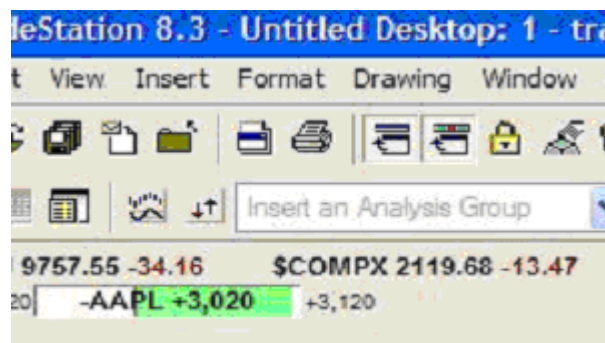 deStation 8.3 - Untitled Desktop: 1 - tra
t View Insert Format Drawing Window
Insert an Analysis Group
9757.55 -34.16 $COMPX 2119.68 -13.47
20 -AAPL +3,020 +3,120